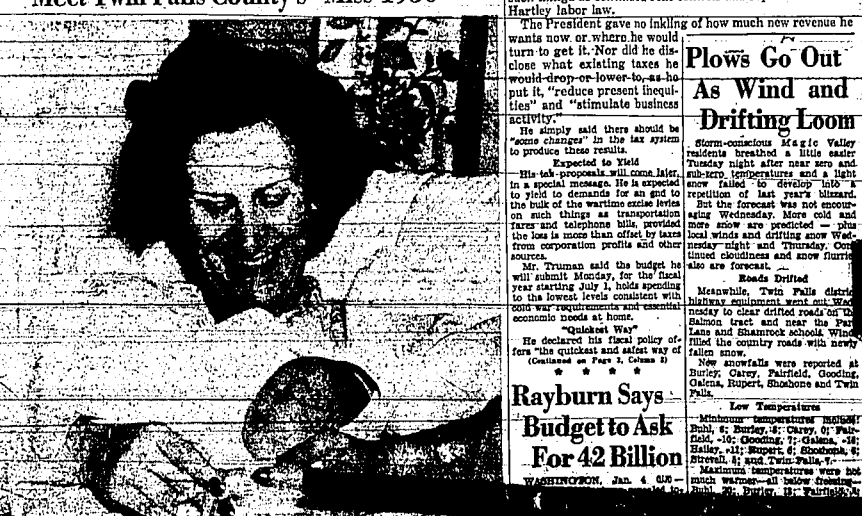 Meet Twin Falls County's "Miss 1950"
Hartley labor law.
The President gave no inkling of how much new revenue he
wants now or where he would
turn to get it. Nor did he dis-
close what existing taxes he
would drop or lower to, as he
put it, "reduce present inequi-
ties" and "stimulate business
activity."
He simply said there should be
"some changes" in the tax system
to produce these results.
Expected to Yield
His tax proposals will come later,
in a special message. He is expected
to yield to demands for an end to
the bulk of the wartime excise levies
on such things as transportation
fares and telephone bills, provided
the loss is more than offset by taxes
from corporation profits and other
sources.
Mr. Truman said the budget he
will submit Monday, for the fiscal
year starting July 1, holds spending
to the lowest levels consistent with
cold war requirements and essential
economic needs at home.
"Quickest Way"
He declared his fiscal policy of-
fers "the quickest and safest way of
(Continued on Page 2, Column 2)
★ ★ ★ ★
Rayburn Says
Budget to Ask
For 42 Billion
WASHINGTON, Jan. 4 (UP)—
Plows Go Out
As Wind and
Drifting Loom
Storm-conscious Magic Valley
residents breathed a little easier
Tuesday night after near zero and
sub-zero temperatures and a light
snow failed to develop into a
repetition of last year's blizzard.
But the forecast was not encour-
aging Wednesday. More cold and
more snow are predicted — plus
local winds and drifting snow Wed-
nesday night and Thursday. Con-
tinued cloudiness and snow flurries
also are forecast.
Roads Drifted
Meanwhile, Twin Falls district
highway equipment went out Wed-
nesday to clear drifted roads on the
Salmon tract and near the Park
Lane and Shamrock schools. Wind
filled the country roads with newly
fallen snow.
New snowfalls were reported at
Burley, Carey, Fairfield, Gooding,
Galena, Rupert, Shoshone and Twin
Falls.
Low Temperatures
Minimum temperatures include:
Buhl, Burley, Carey, 0; Fair-
field, -10; Gooding, 7; Galena,
Hailey, Rupert, Shoshone,
Strevell, and Twin Falls,
Maximum temperatures were not
much warmer—all below freezing—